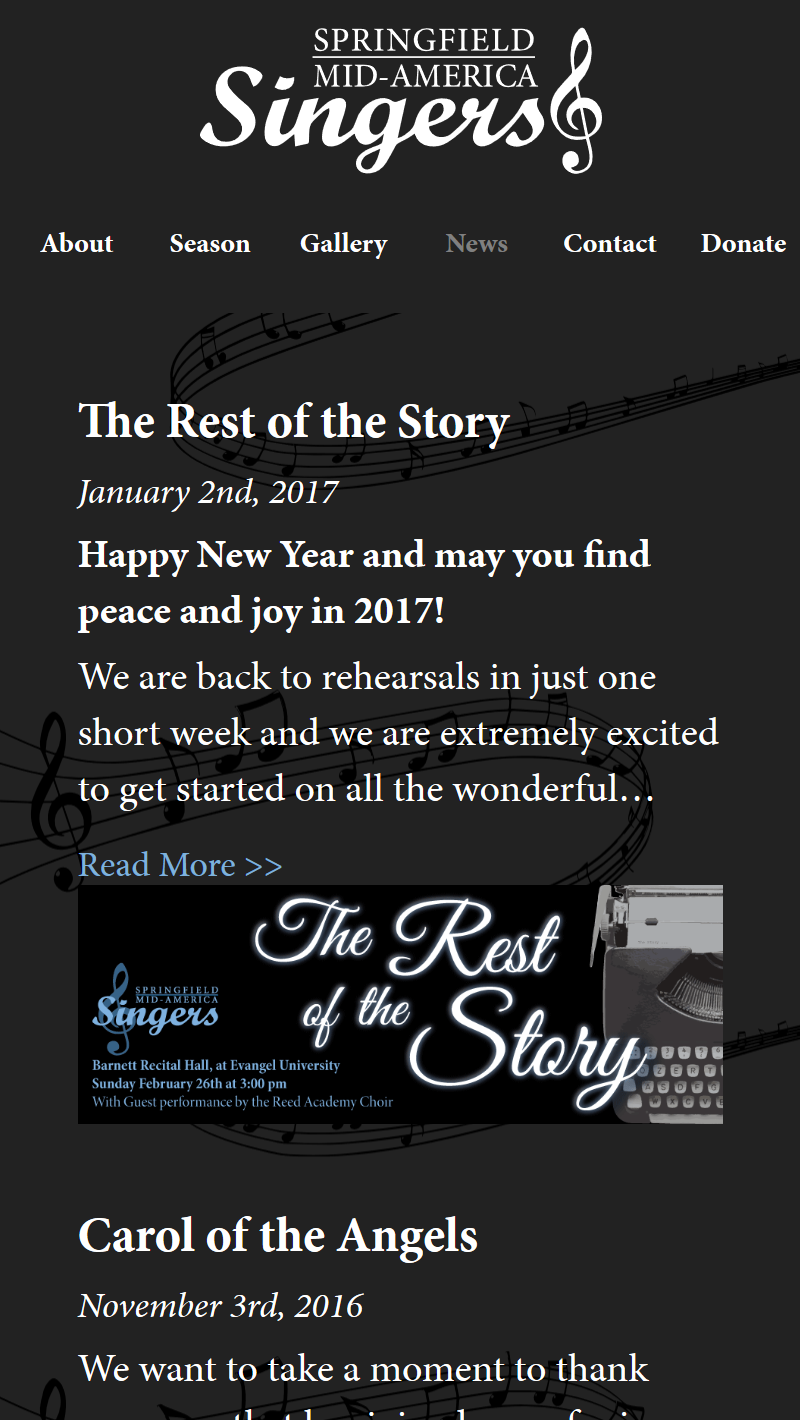 SPRINGFIELD
MID-AMERICA
Singers
About Season Gallery News Contact Donate
The Rest of the Story
January 2nd, 2017
Happy New Year and may you find
peace and joy in 2017!
We are back to rehearsals in just one
short week and we are extremely excited
to get started on all the wonderful…
Read More >>
The Rest
of the Story
SPRINGFIELD
MID-AMERICA
Singers
Barnett Recital Hall, at Evangel University
Sunday February 26th at 3:00 pm
With Guest performance by the Reed Academy Choir
Carol of the Angels
November 3rd, 2016
We want to take a moment to thank